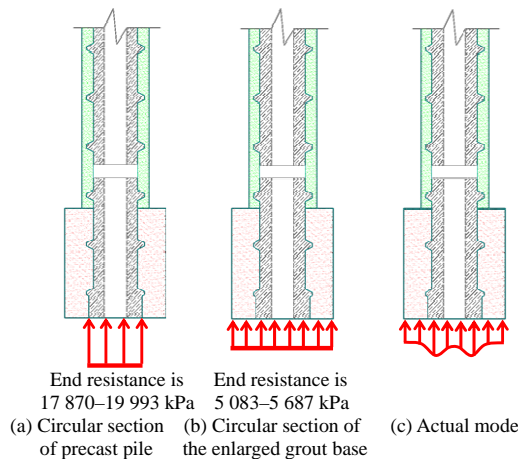 End resistance is
17 870–19 993 kPa
(a) Circular section
of precast pile
End resistance is
5 083–5 687 kPa
(b) Circular section of
the enlarged grout base
(c) Actual mode